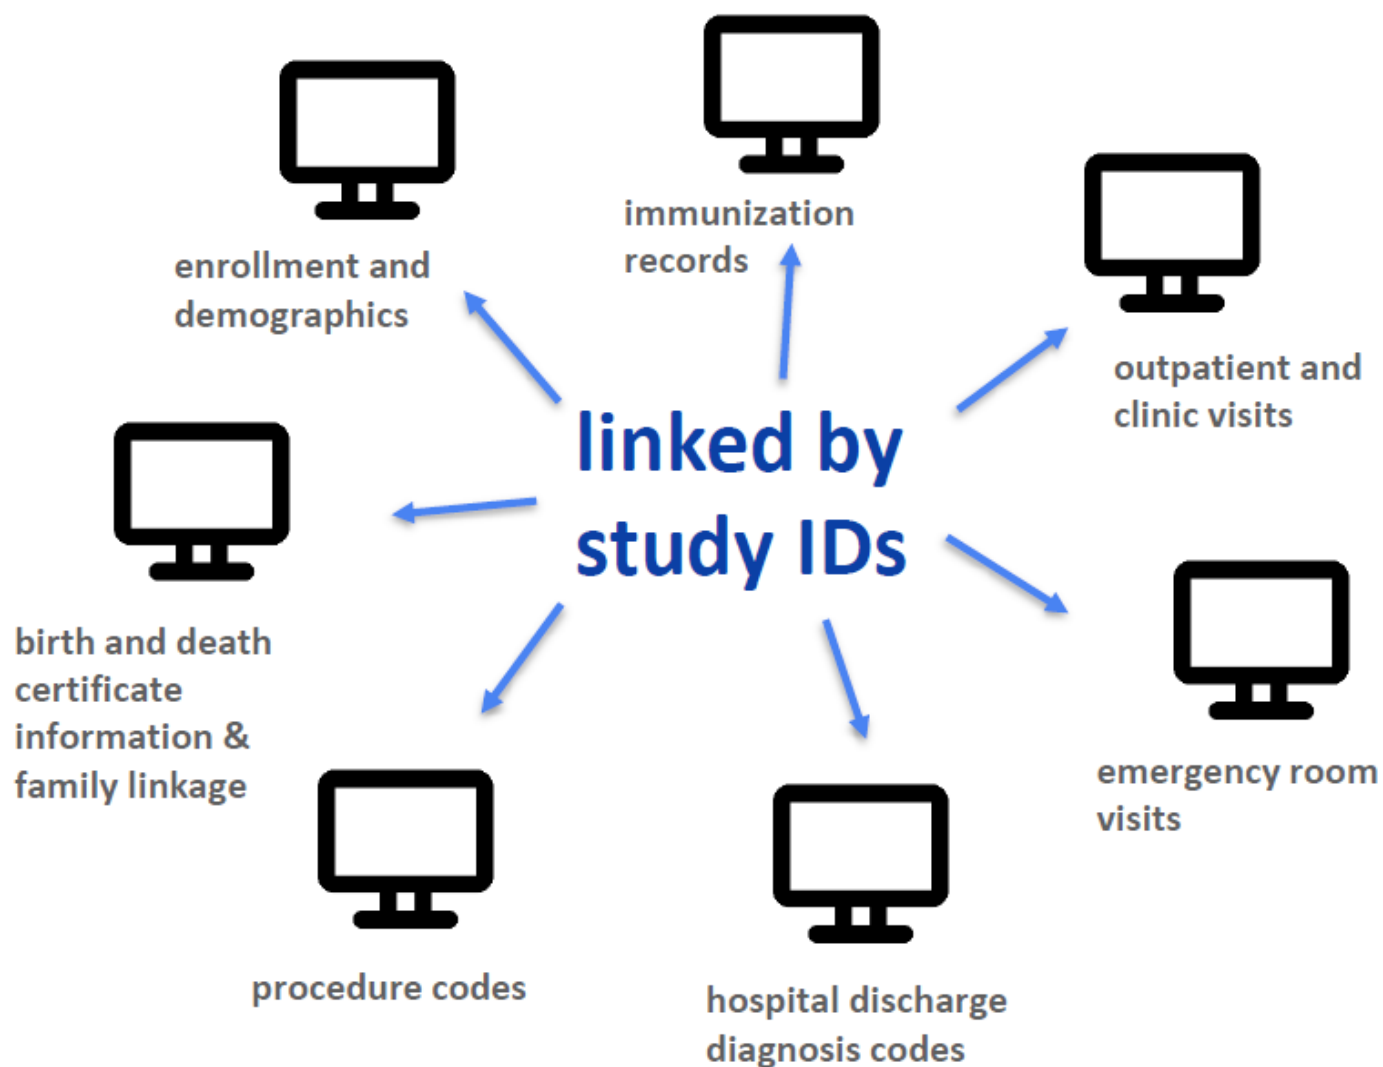 immunization
records
enrollment and
demographics
outpatient and
clinic visits
linked by
study IDs
birth and death
certificate
information &
family linkage
emergency room
visits
procedure codes
hospital discharge
diagnosis codes